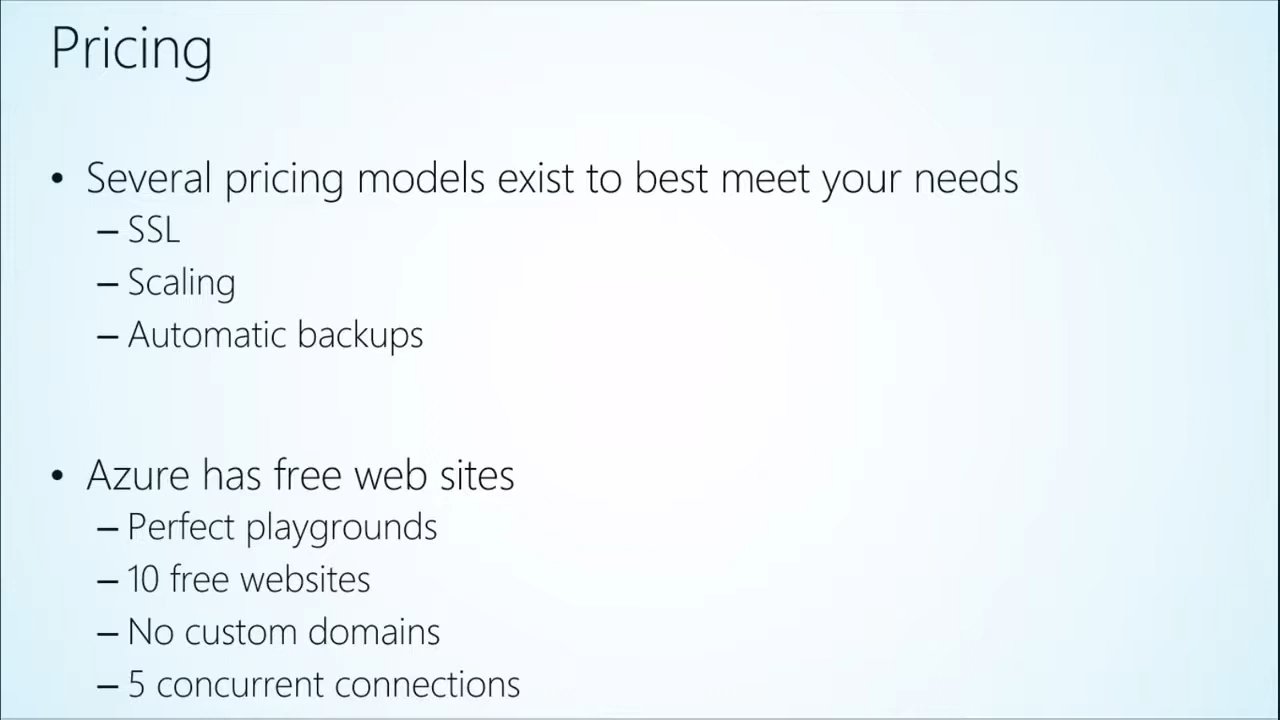 Pricing
• Several pricing models exist to best meet your needs
– SSL
– Scaling
– Automatic backups
• Azure has free web sites
– Perfect playgrounds
– 10 free websites
– No custom domains
– 5 concurrent connections